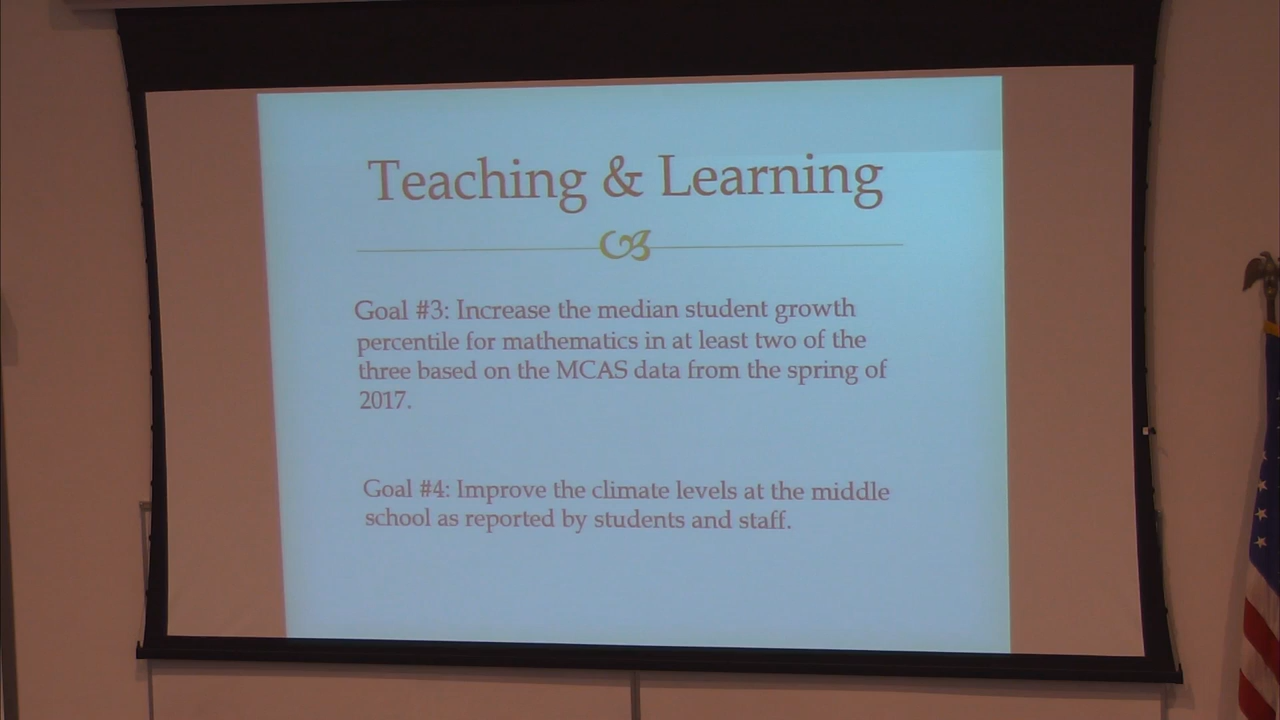 Teaching & Learning
Goal #3: Increase the median student growth
percentile for mathematics in at least two of the
three based on the MCAS data from the spring of
2017.
Goal #4: Improve the climate levels at the middle
school as reported by students and staff.